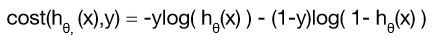 cost(hθ,(x),y) = -ylog( hθ(x) ) - (1-y)log( 1- hθ(x) )